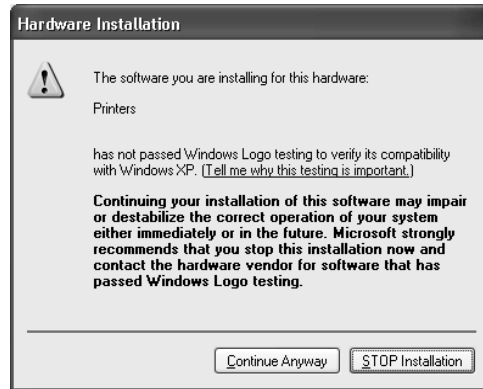 Hardware Installation
The software you are installing for this hardware:
Printers
has not passed Windows Logo testing to verify its compatibility
with Windows XP. (Tell me why this testing is important.)
Continuing your installation of this software may impair
or destabilize the correct operation of your system
either immediately or in the future. Microsoft strongly
recommends that you stop this installation now and
contact the hardware vendor for software that has
passed Windows Logo testing.
Continue Anyway
STOP Installation